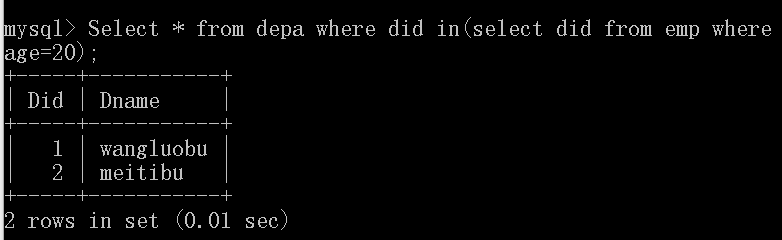 mysql> Select * from depa where did in(select did from emp where
age=20);
+-----+-----------+
| Did | Dname     |
+-----+-----------+
|   1 | wangluobu |
|   2 | meitibu   |
+-----+-----------+
2 rows in set (0.01 sec)